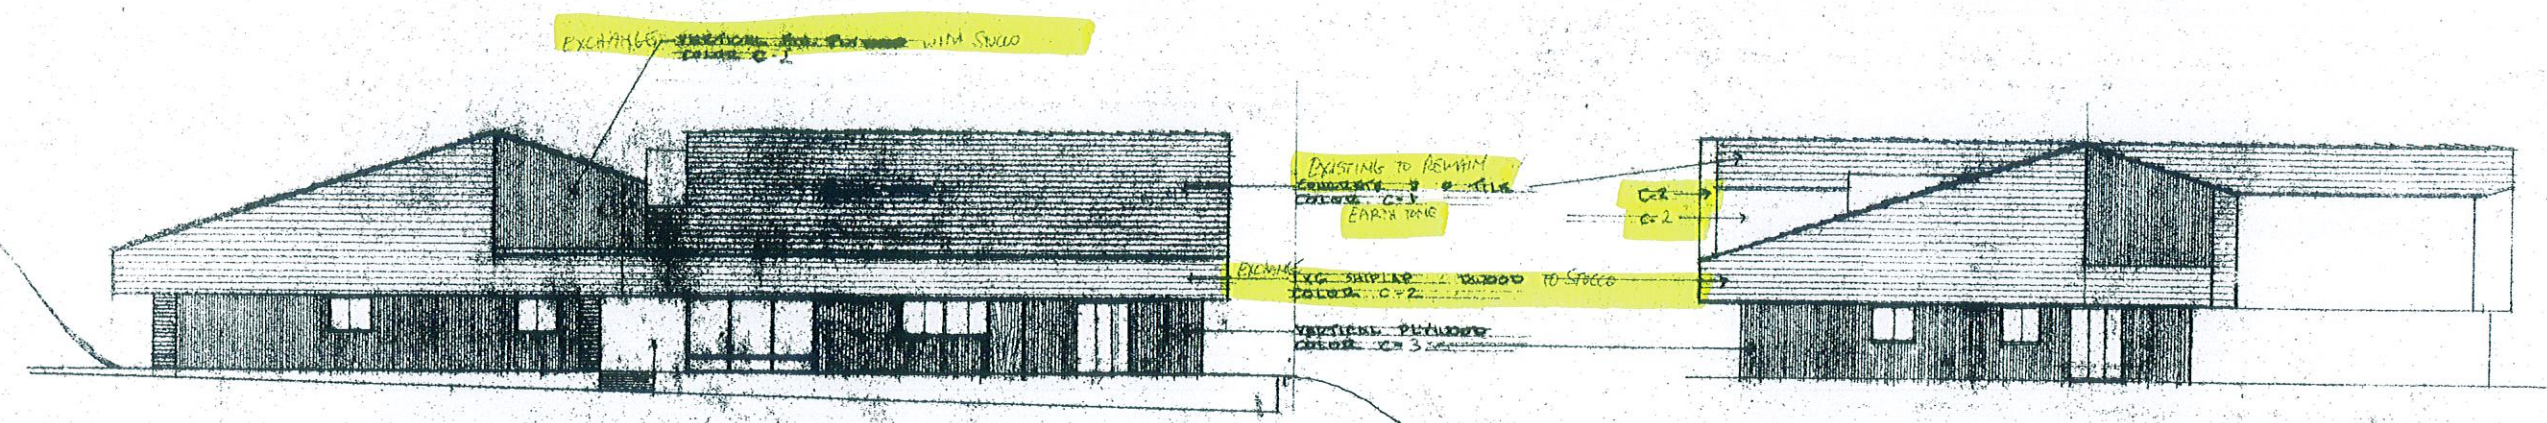 EXCHANGE VERTICAL PLYWOOD WITH STUCCO
COLOR C-1
EXISTING TO REMAIN
CONCRETE TILE
COLOR C-1
EARTH TONE
C-2
C-2
EXCHANGE
1X6 SHIPLAP TO STUCCO
COLOR C-2
VERTICAL PLYWOOD
COLOR C-3